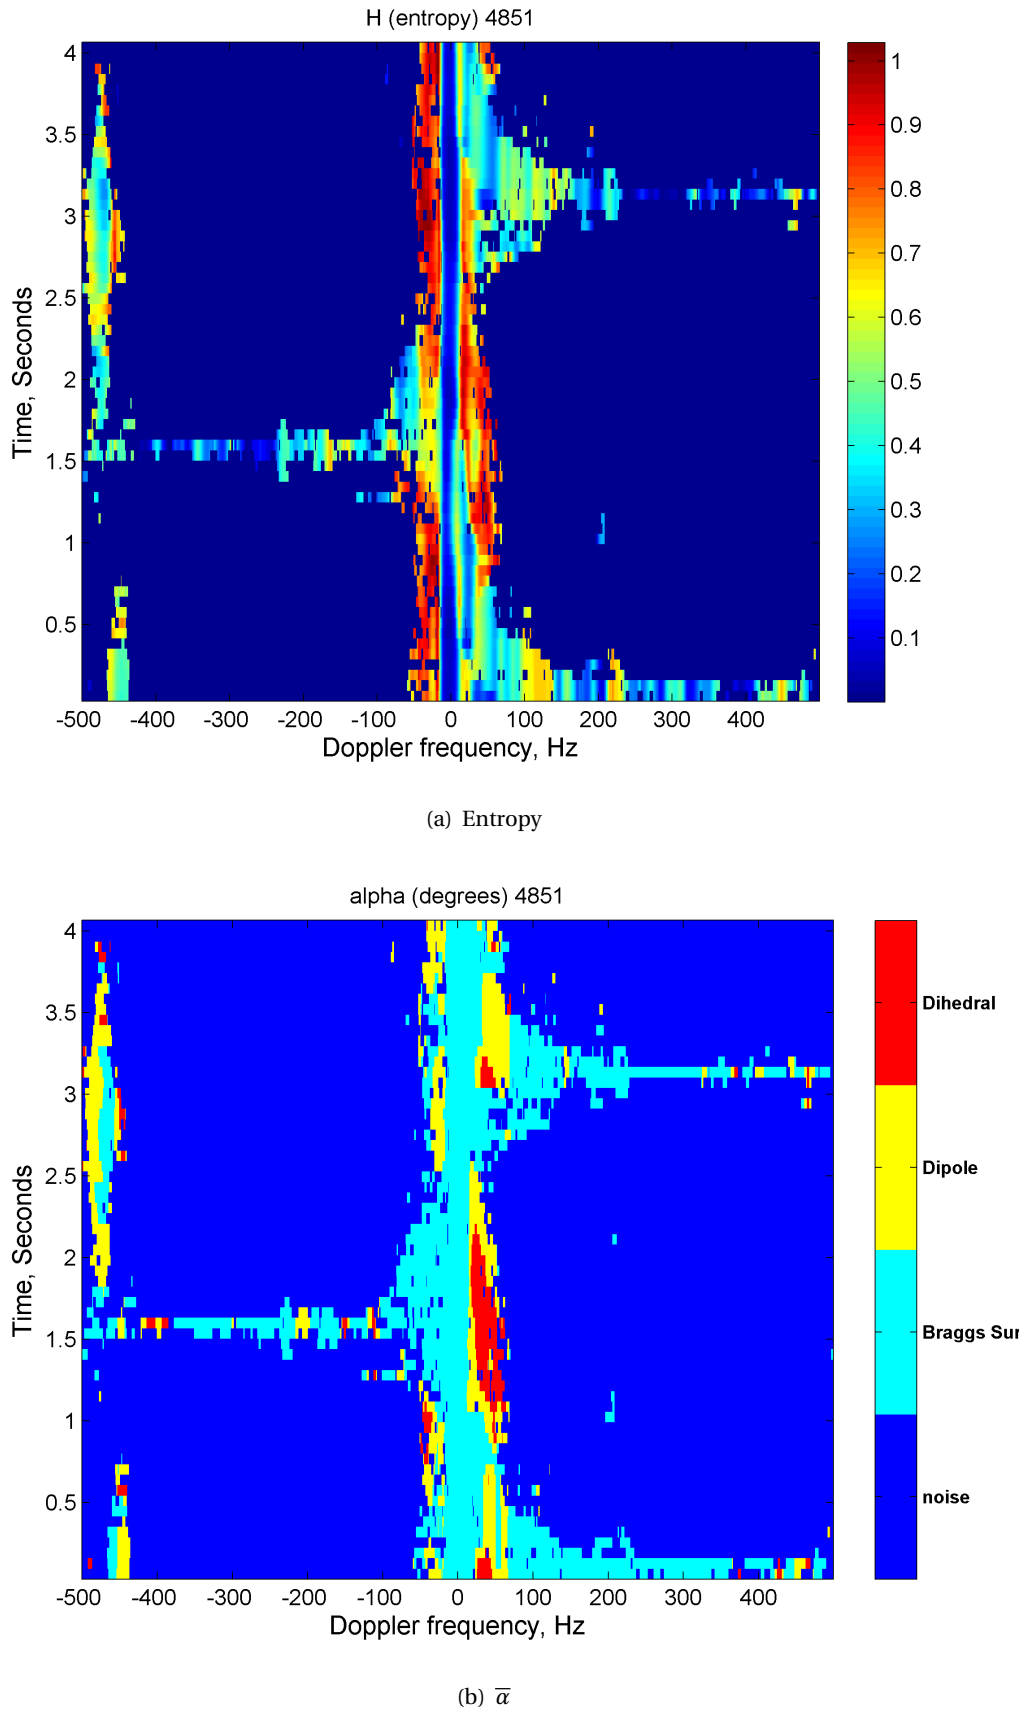 H (entropy) 4851
4
3.5
3
2.5
2
1.5
1
0.5
Time, Seconds
-500 -400 -300 -200 -100 0 100 200 300 400
Doppler frequency, Hz
1
0.9
0.8
0.7
0.6
0.5
0.4
0.3
0.2
0.1
(a) Entropy
alpha (degrees) 4851
4
3.5
3
2.5
2
1.5
1
0.5
Time, Seconds
-500 -400 -300 -200 -100 0 100 200 300 400
Doppler frequency, Hz
Dihedral
Dipole
Braggs Sur
noise
(b) α̅